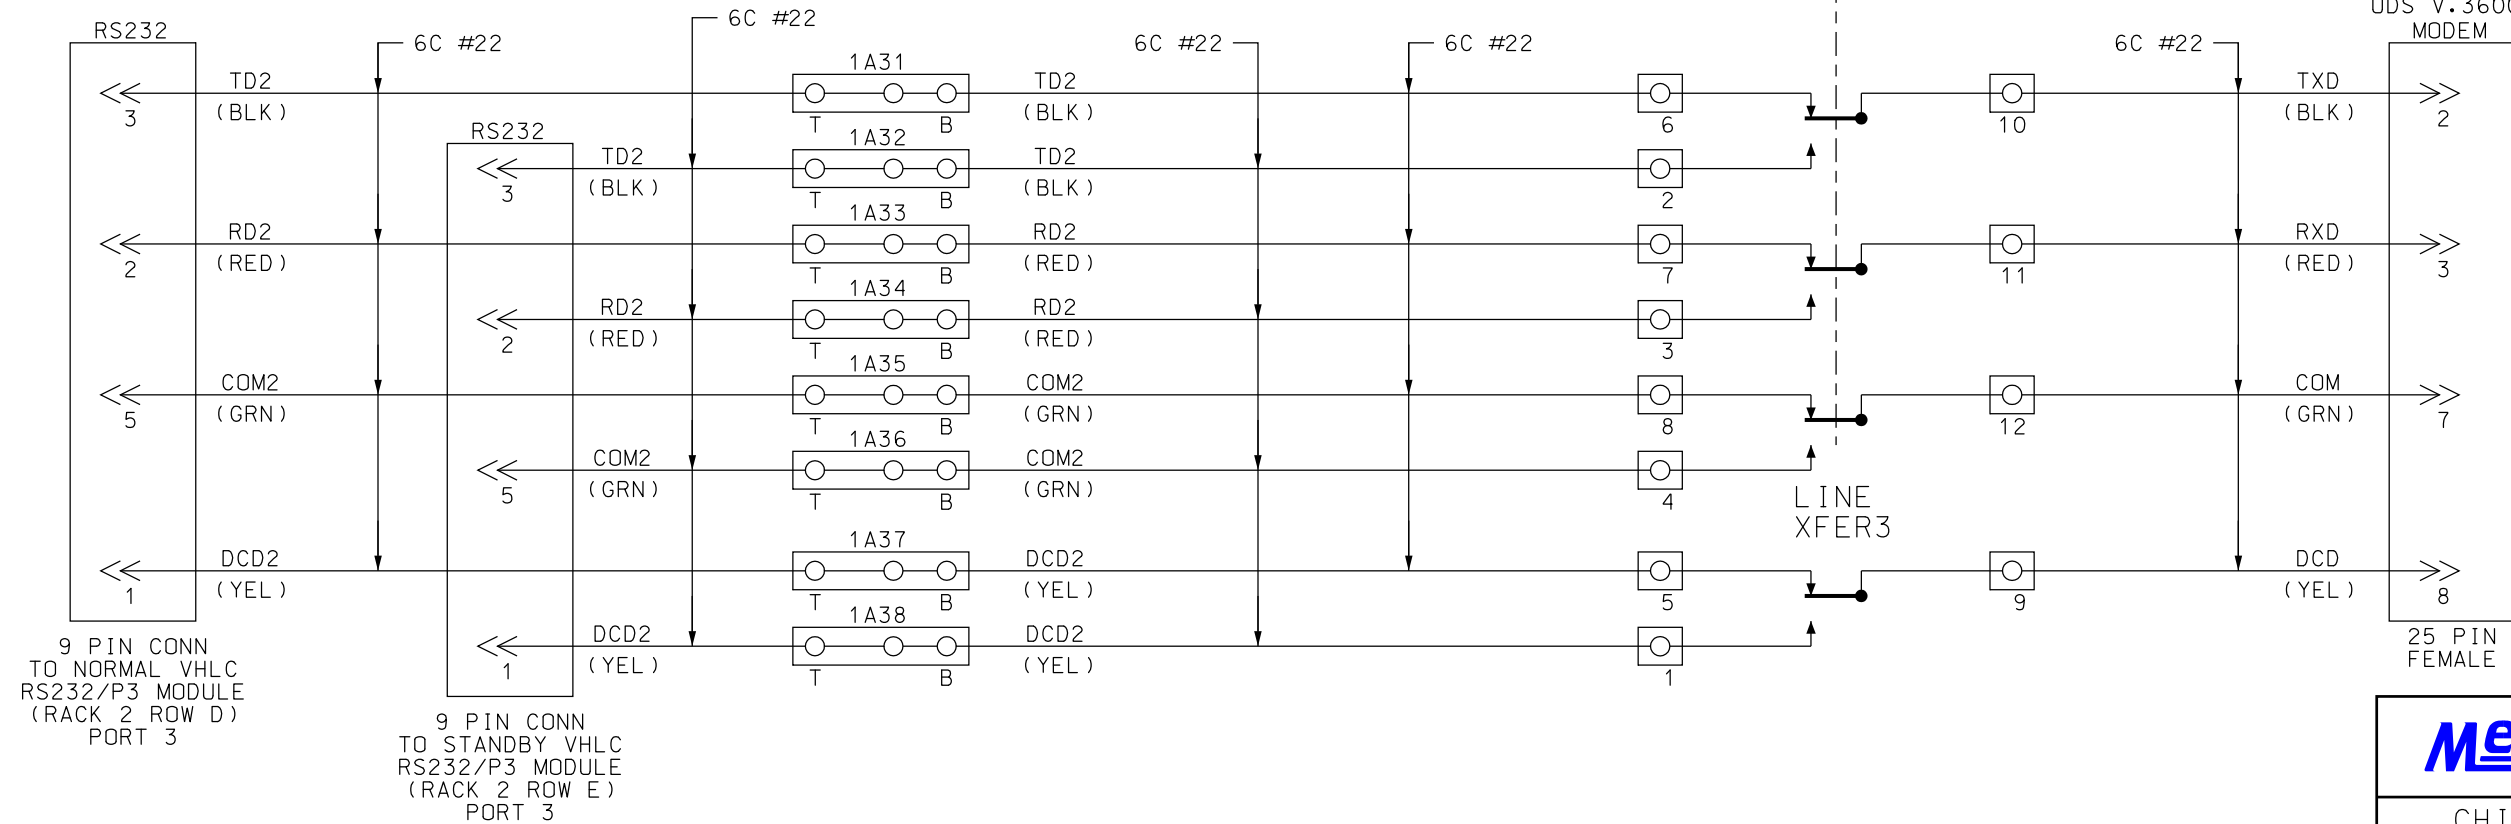 RS232
6C #22
6C #22
6C #22
6C #22
6C #22
MODEM
1A31
TD2
(BLK)
3
T B
TD2
(BLK)
6
10
TXD
(BLK)
2
RS232
1A32
TD2
(BLK)
3
T B
TD2
(BLK)
2
1A33
RD2
(RED)
2
T B
RD2
(RED)
7
11
RXD
(RED)
3
1A34
RD2
(RED)
2
T B
RD2
(RED)
3
1A35
COM2
(GRN)
5
T B
COM2
(GRN)
8
12
COM
(GRN)
7
1A36
COM2
(GRN)
5
T B
COM2
(GRN)
4
LINE
XFER3
1A37
DCD2
(YEL)
1
T B
DCD2
(YEL)
5
9
DCD
(YEL)
8
1A38
DCD2
(YEL)
1
T B
DCD2
(YEL)
1
9 PIN CONN
TO NORMAL VHLC
RS232/P3 MODULE
(RACK 2 ROW D)
PORT 3
9 PIN CONN
TO STANDBY VHLC
RS232/P3 MODULE
(RACK 2 ROW E)
PORT 3
25 PIN
FEMALE